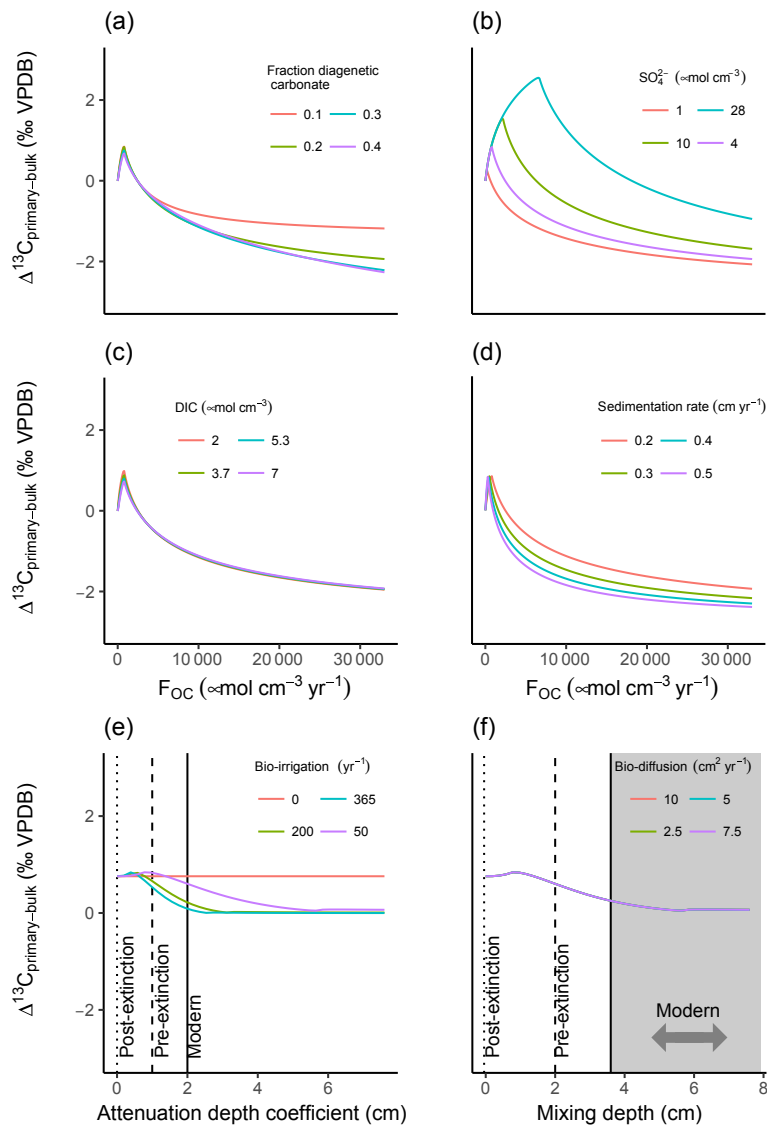 (a)
(b)
Δ¹³Cprimary−bulk (‰ VPDB)
Fraction diagenetic
carbonate
0.1 0.3
0.2 0.4
SO₄²⁻ (∝mol cm⁻³)
1 28
10 4
2
0
−2
(c)
(d)
Δ¹³Cprimary−bulk (‰ VPDB)
DIC (∝mol cm⁻³)
2 5.3
3.7 7
Sedimentation rate (cm yr⁻¹)
0.2 0.4
0.3 0.5
2
0
−2
0 10 000 20 000 30 000
0 10 000 20 000 30 000
FOC (∝mol cm⁻³ yr⁻¹)
FOC (∝mol cm⁻³ yr⁻¹)
(e)
(f)
Δ¹³Cprimary−bulk (‰ VPDB)
Bio−irrigation (yr⁻¹)
0 365
200 50
Bio−diffusion (cm² yr⁻¹)
10 5
2.5 7.5
2
0
−2
Post−extinction
Pre−extinction
Modern
Post−extinction
Pre−extinction
Modern
0 2 4 6
0 2 4 6 8
Attenuation depth coefficient (cm)
Mixing depth (cm)